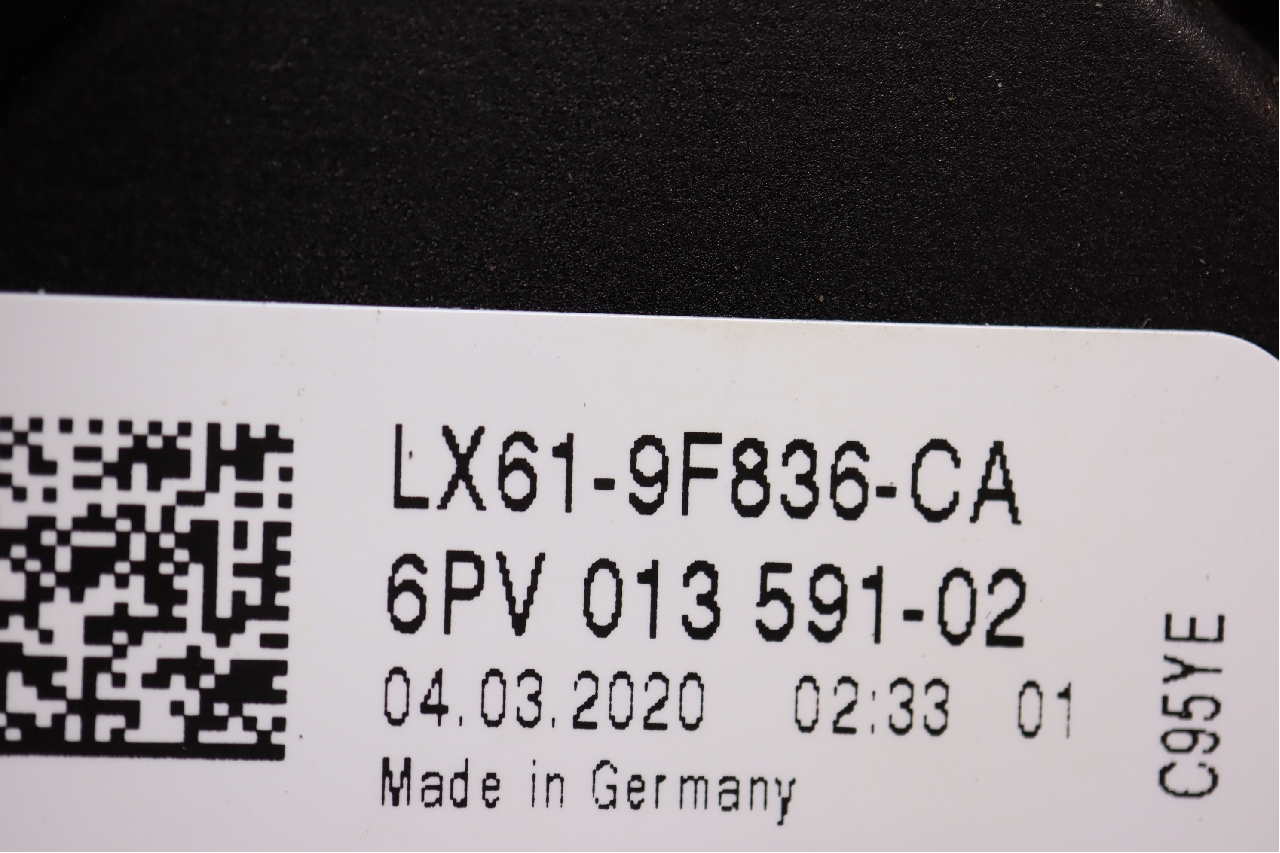 LX61-9F836-CA
6PV 013 591-02
04.03.2020 02:33 01
Made in Germany
C95YE